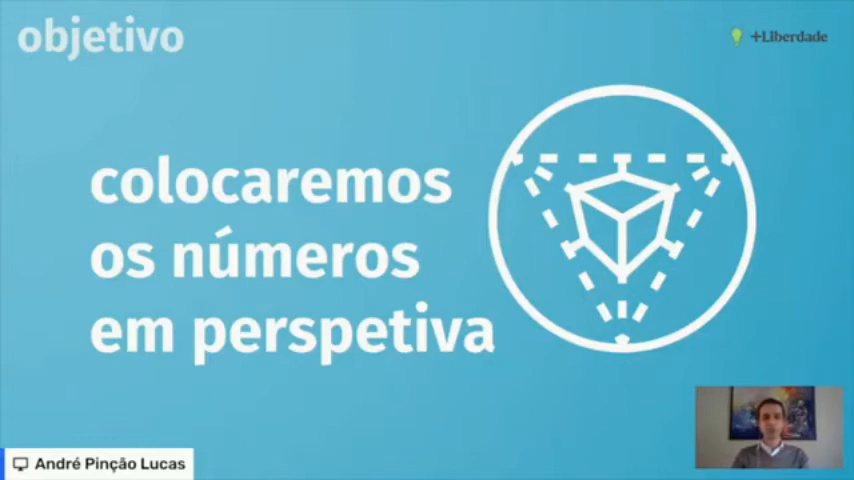 objetivo
+Liberdade
colocaremos
os números
em perspetiva
André Pinção Lucas